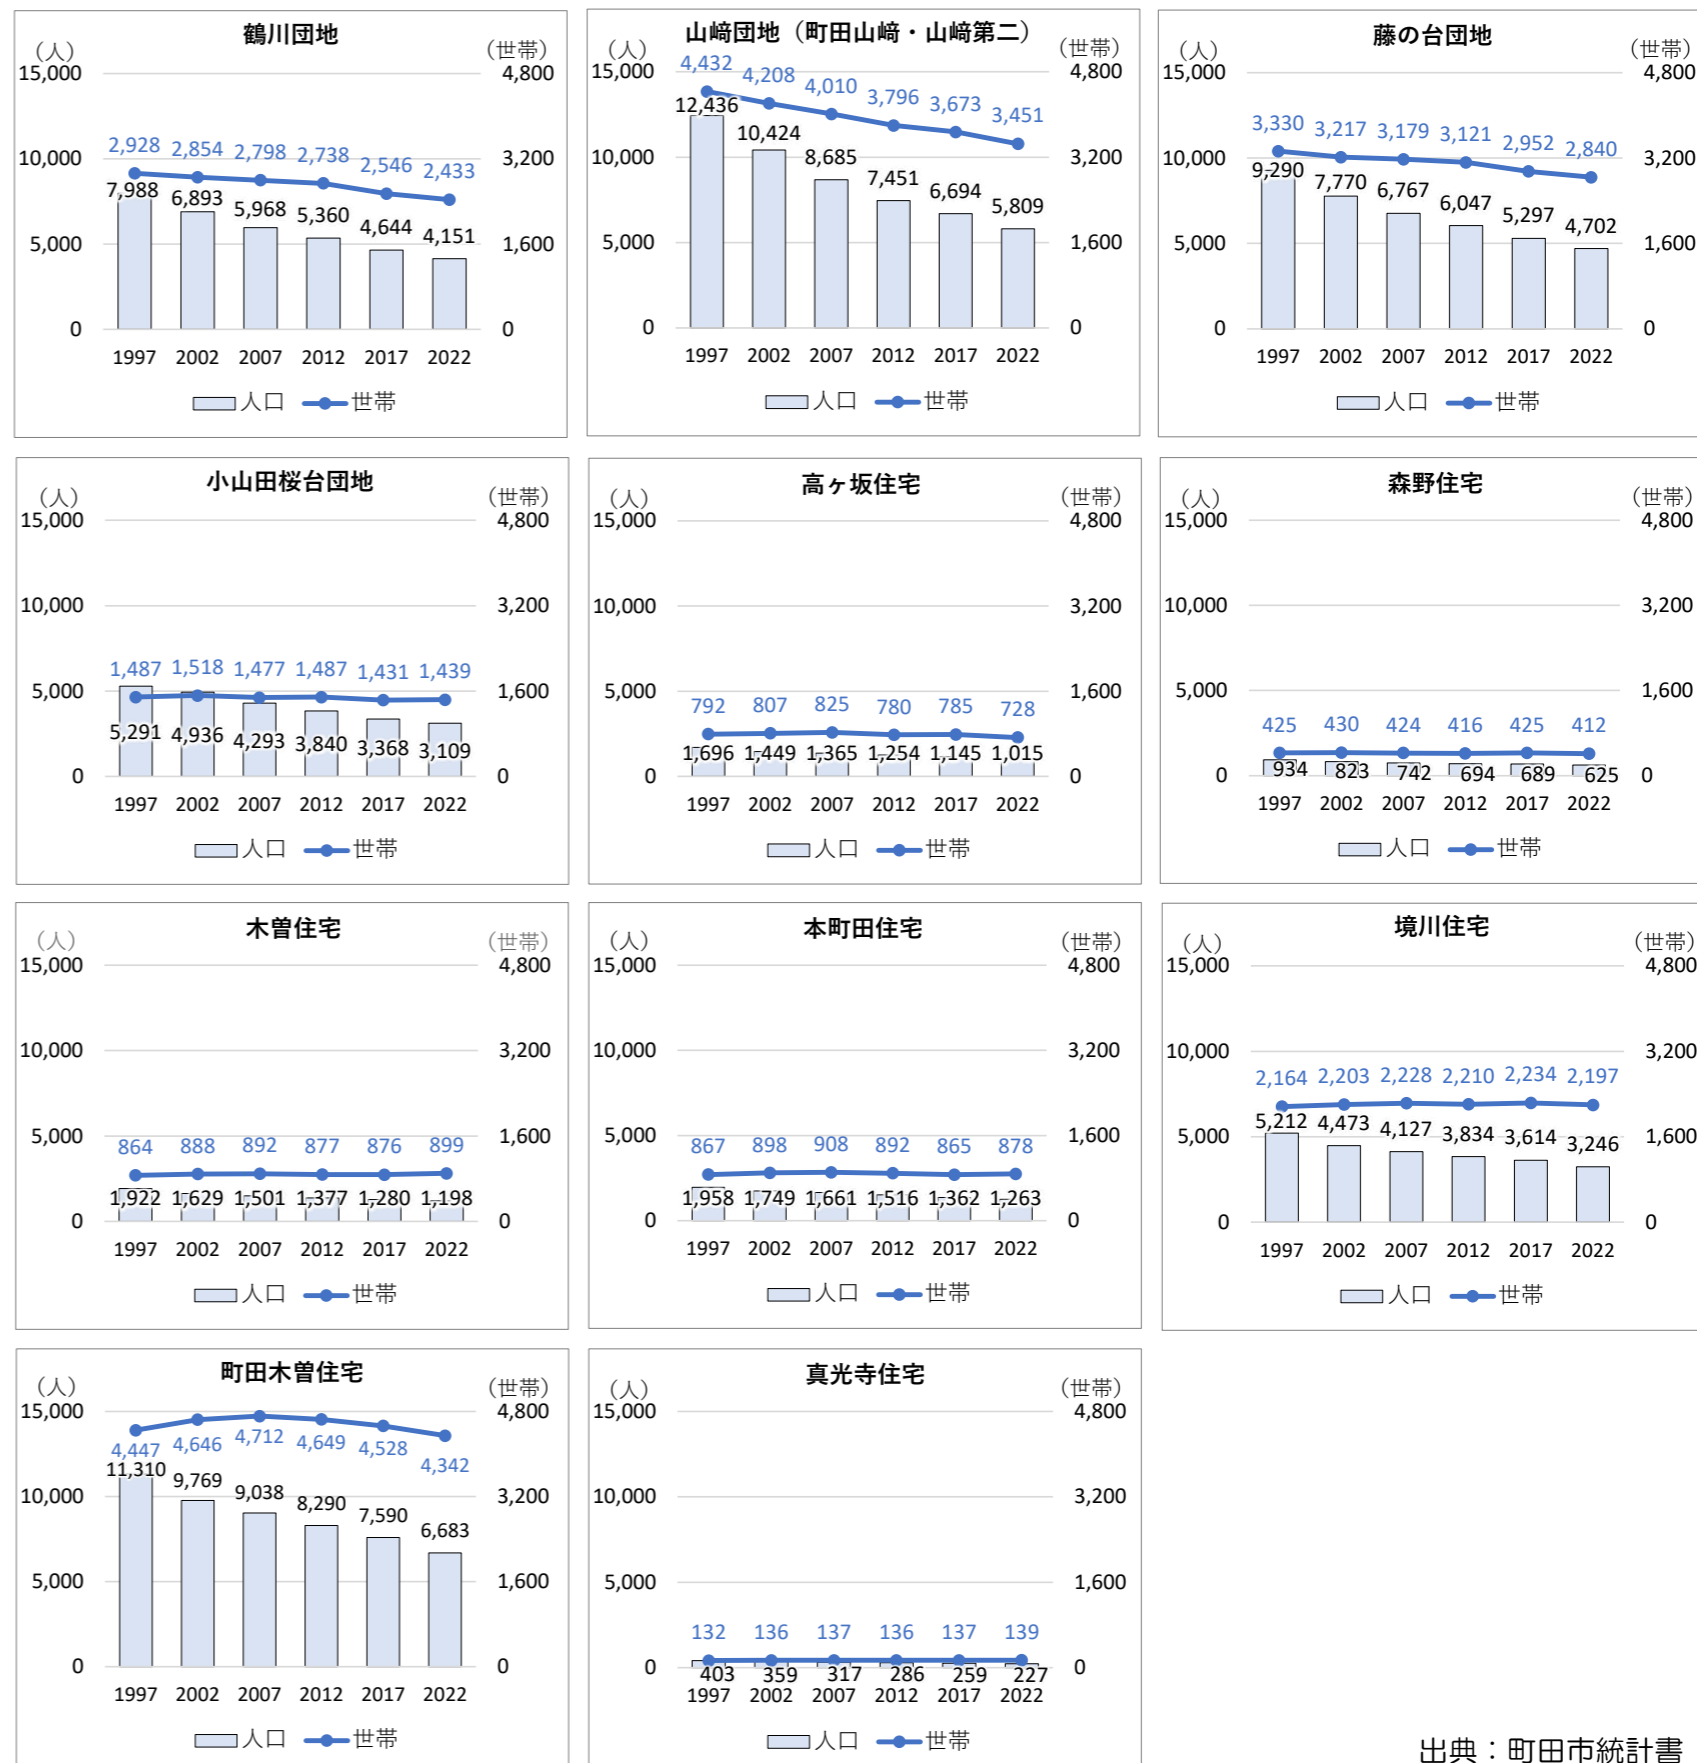 鶴川団地
（人）
（世帯）
15,000
4,800
2,928 2,854 2,798 2,738 2,546 2,433
10,000
3,200
7,988 6,893 5,968 5,360 4,644 4,151
5,000
1,600
0
0
1997 2002 2007 2012 2017 2022
人口 世帯
山﨑団地（町田山﨑・山﨑第二）
（人）
（世帯）
15,000
4,800
4,432 4,208 4,010 3,796 3,673 3,451
12,436 10,424 8,685 7,451 6,694 5,809
10,000
3,200
5,000
1,600
0
0
1997 2002 2007 2012 2017 2022
人口 世帯
藤の台団地
（人）
（世帯）
15,000
4,800
3,330 3,217 3,179 3,121 2,952 2,840
10,000
3,200
9,290 7,770 6,767 6,047 5,297 4,702
5,000
1,600
0
0
1997 2002 2007 2012 2017 2022
人口 世帯
小山田桜台団地
（人）
（世帯）
15,000
4,800
10,000
3,200
1,487 1,518 1,477 1,487 1,431 1,439
5,000
1,600
5,291 4,936 4,293 3,840 3,368 3,109
0
0
1997 2002 2007 2012 2017 2022
人口 世帯
高ヶ坂住宅
（人）
（世帯）
15,000
4,800
10,000
3,200
5,000
1,600
792 807 825 780 785 728
1,696 1,449 1,365 1,254 1,145 1,015
0
0
1997 2002 2007 2012 2017 2022
人口 世帯
森野住宅
（人）
（世帯）
15,000
4,800
10,000
3,200
5,000
1,600
425 430 424 416 425 412
934 823 742 694 689 625
0
0
1997 2002 2007 2012 2017 2022
人口 世帯
木曽住宅
（人）
（世帯）
15,000
4,800
10,000
3,200
5,000
1,600
864 888 892 877 876 899
1,922 1,629 1,501 1,377 1,280 1,198
0
0
1997 2002 2007 2012 2017 2022
人口 世帯
本町田住宅
（人）
（世帯）
15,000
4,800
10,000
3,200
5,000
1,600
867 898 908 892 865 878
1,958 1,749 1,661 1,516 1,362 1,263
0
0
1997 2002 2007 2012 2017 2022
人口 世帯
境川住宅
（人）
（世帯）
15,000
4,800
10,000
3,200
2,164 2,203 2,228 2,210 2,234 2,197
5,212 4,473 4,127 3,834 3,614 3,246
5,000
1,600
0
0
1997 2002 2007 2012 2017 2022
人口 世帯
町田木曽住宅
（人）
（世帯）
15,000
4,800
4,447 4,646 4,712 4,649 4,528 4,342
11,310 9,769 9,038 8,290 7,590 6,683
10,000
3,200
5,000
1,600
0
0
1997 2002 2007 2012 2017 2022
人口 世帯
真光寺住宅
（人）
（世帯）
15,000
4,800
10,000
3,200
5,000
1,600
132 136 137 136 137 139
0
0
403 359 317 286 259 227
1997 2002 2007 2012 2017 2022
人口 世帯
出典：町田市統計書